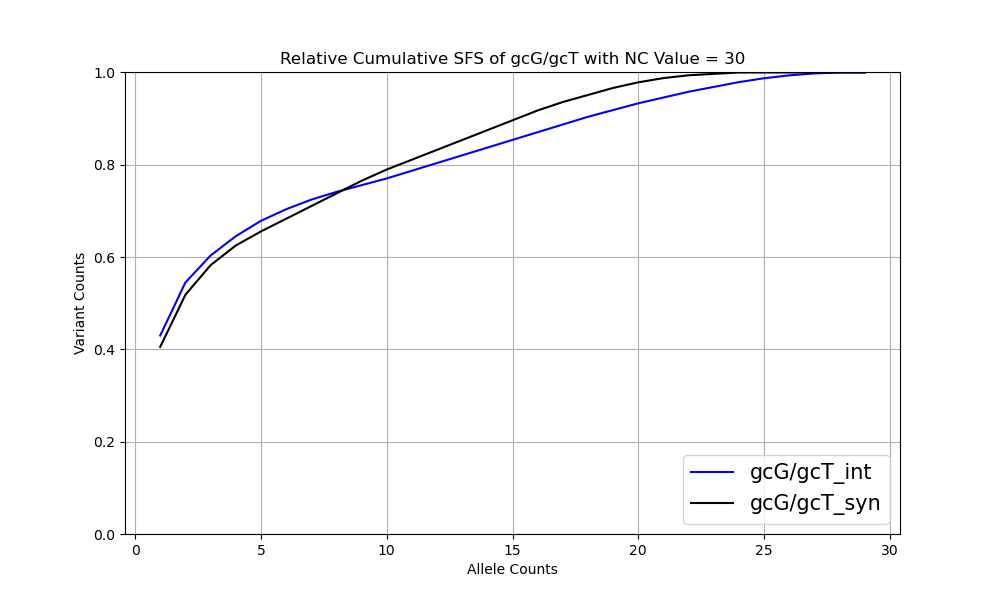 Relative Cumulative SFS of gcG/gcT with NC Value = 30
1.0
0.8
0.6
0.4
0.2
0.0
Variant Counts
0 5 10 15 20 25 30
Allele Counts
gcG/gcT_int
gcG/gcT_syn